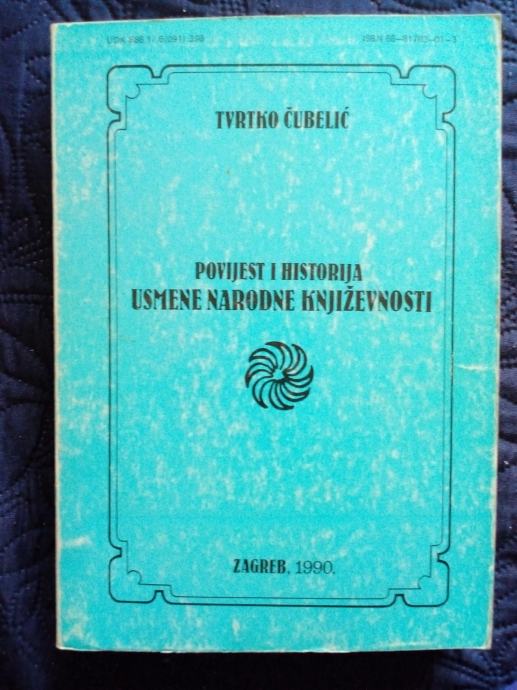 TVRTKO ČUBELIĆ
POVIJEST I HISTORIJA
USMENE NARODNE KNJIŽEVNOSTI
ZAGREB, 1990.